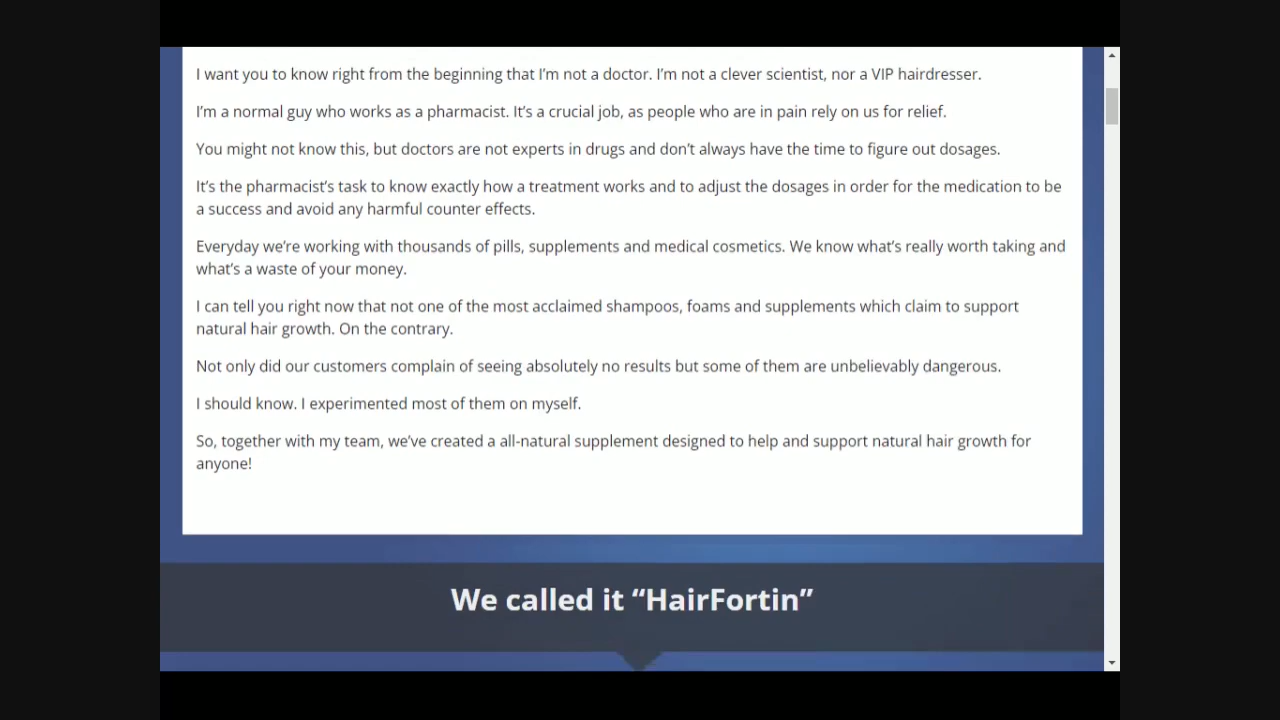 I want you to know right from the beginning that I’m not a doctor. I’m not a clever scientist, nor a VIP hairdresser.
I’m a normal guy who works as a pharmacist. It’s a crucial job, as people who are in pain rely on us for relief.
You might not know this, but doctors are not experts in drugs and don’t always have the time to figure out dosages.
It’s the pharmacist’s task to know exactly how a treatment works and to adjust the dosages in order for the medication to be
a success and avoid any harmful counter effects.
Everyday we’re working with thousands of pills, supplements and medical cosmetics. We know what’s really worth taking and
what’s a waste of your money.
I can tell you right now that not one of the most acclaimed shampoos, foams and supplements which claim to support
natural hair growth. On the contrary.
Not only did our customers complain of seeing absolutely no results but some of them are unbelievably dangerous.
I should know. I experimented most of them on myself.
So, together with my team, we’ve created a all-natural supplement designed to help and support natural hair growth for
anyone!
We called it “HairFortin”